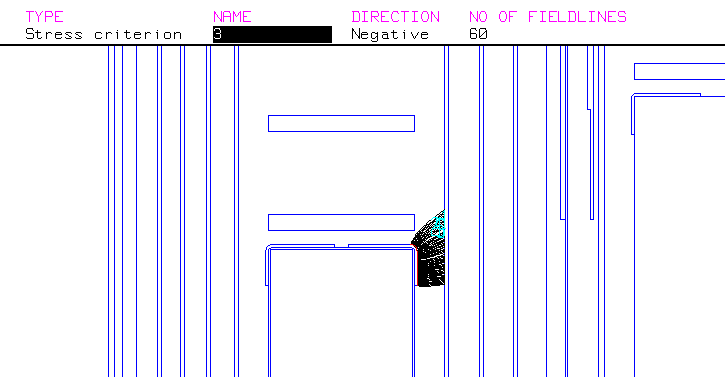 TYPE NAME DIRECTION NO OF FIELDLINES
Stress criterion 3 Negative 60